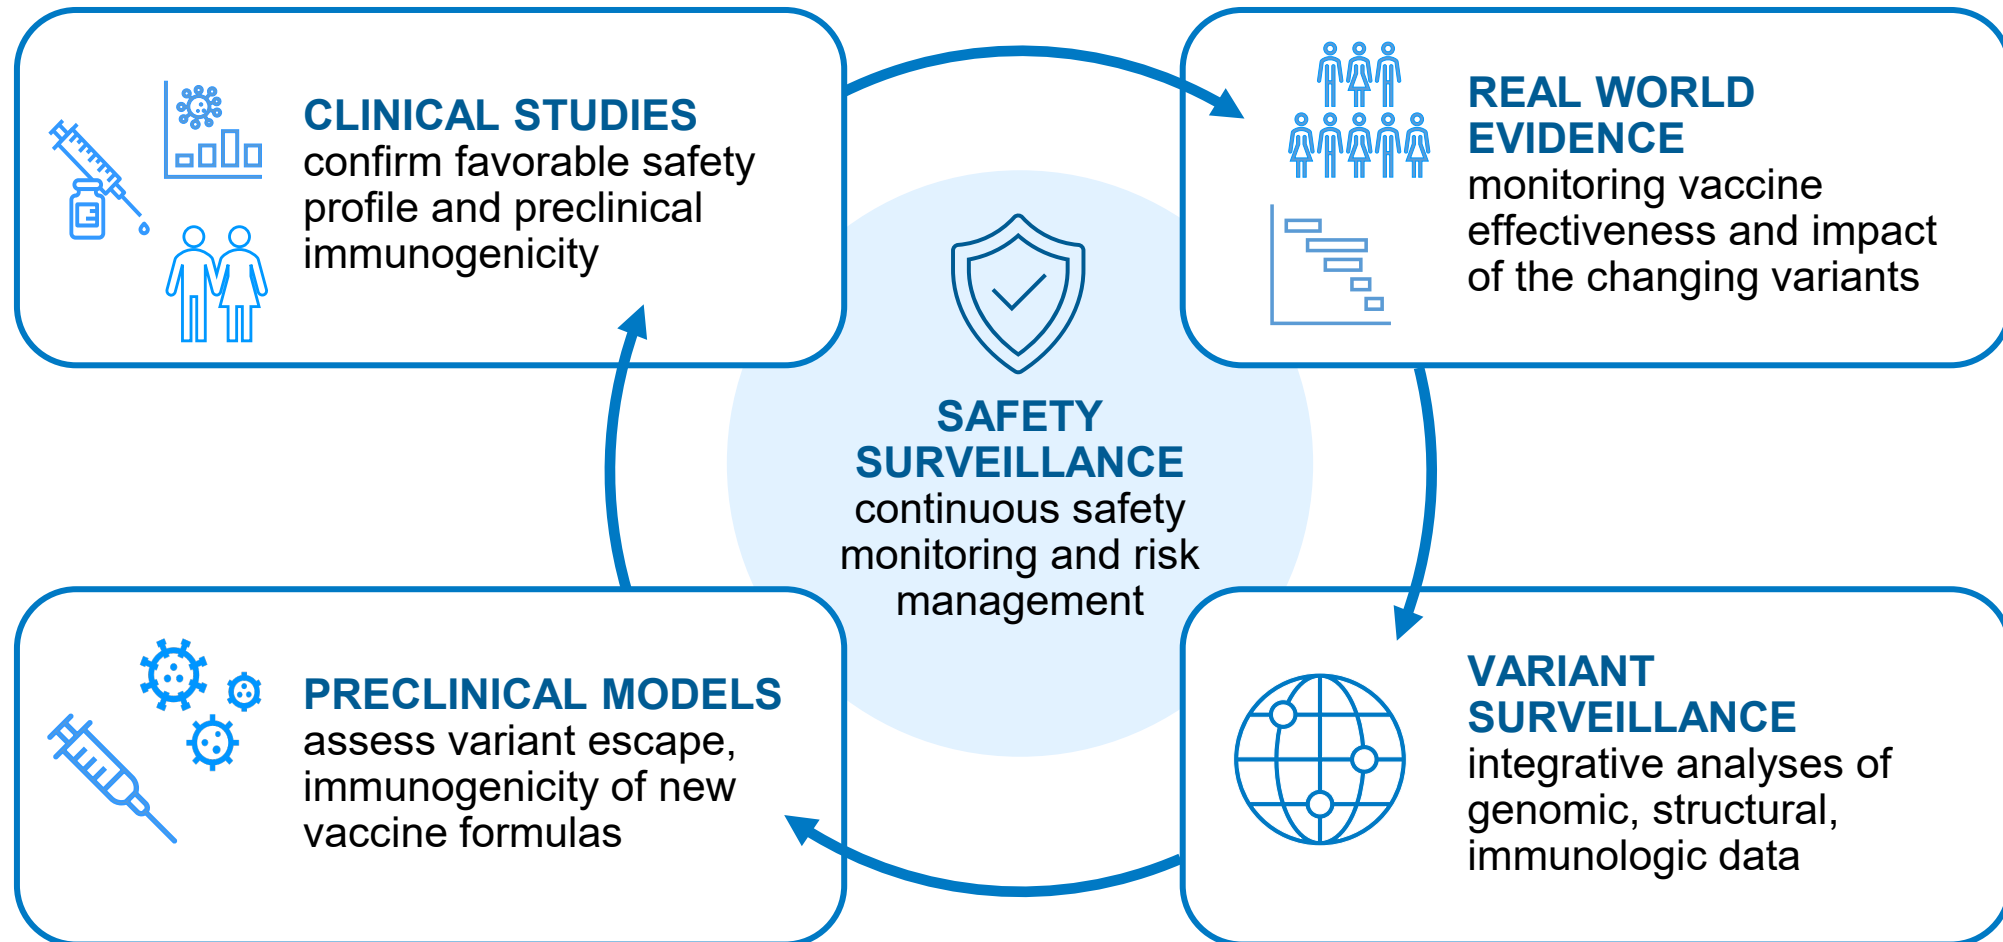 CLINICAL STUDIES
confirm favorable safety
profile and preclinical
immunogenicity
REAL WORLD
EVIDENCE
monitoring vaccine
effectiveness and impact
of the changing variants
SAFETY
SURVEILLANCE
continuous safety
monitoring and risk
management
PRECLINICAL MODELS
assess variant escape,
immunogenicity of new
vaccine formulas
VARIANT
SURVEILLANCE
integrative analyses of
genomic, structural,
immunologic data